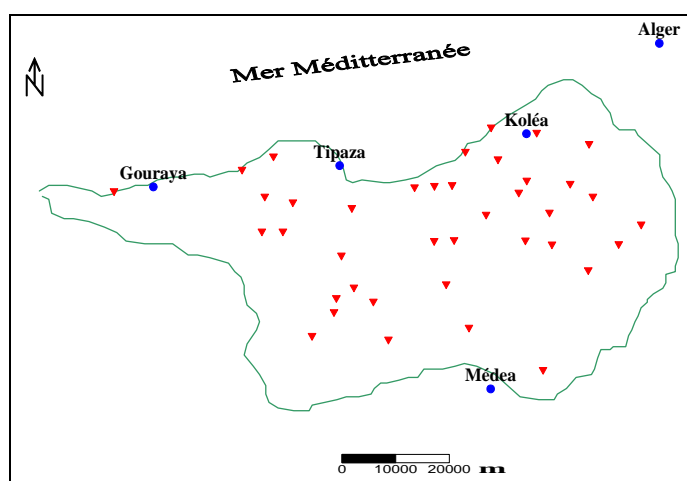 Alger
Mer Méditterranée
N
Koléa
Tipaza
Gouraya
Médea
0 10000 20000 m